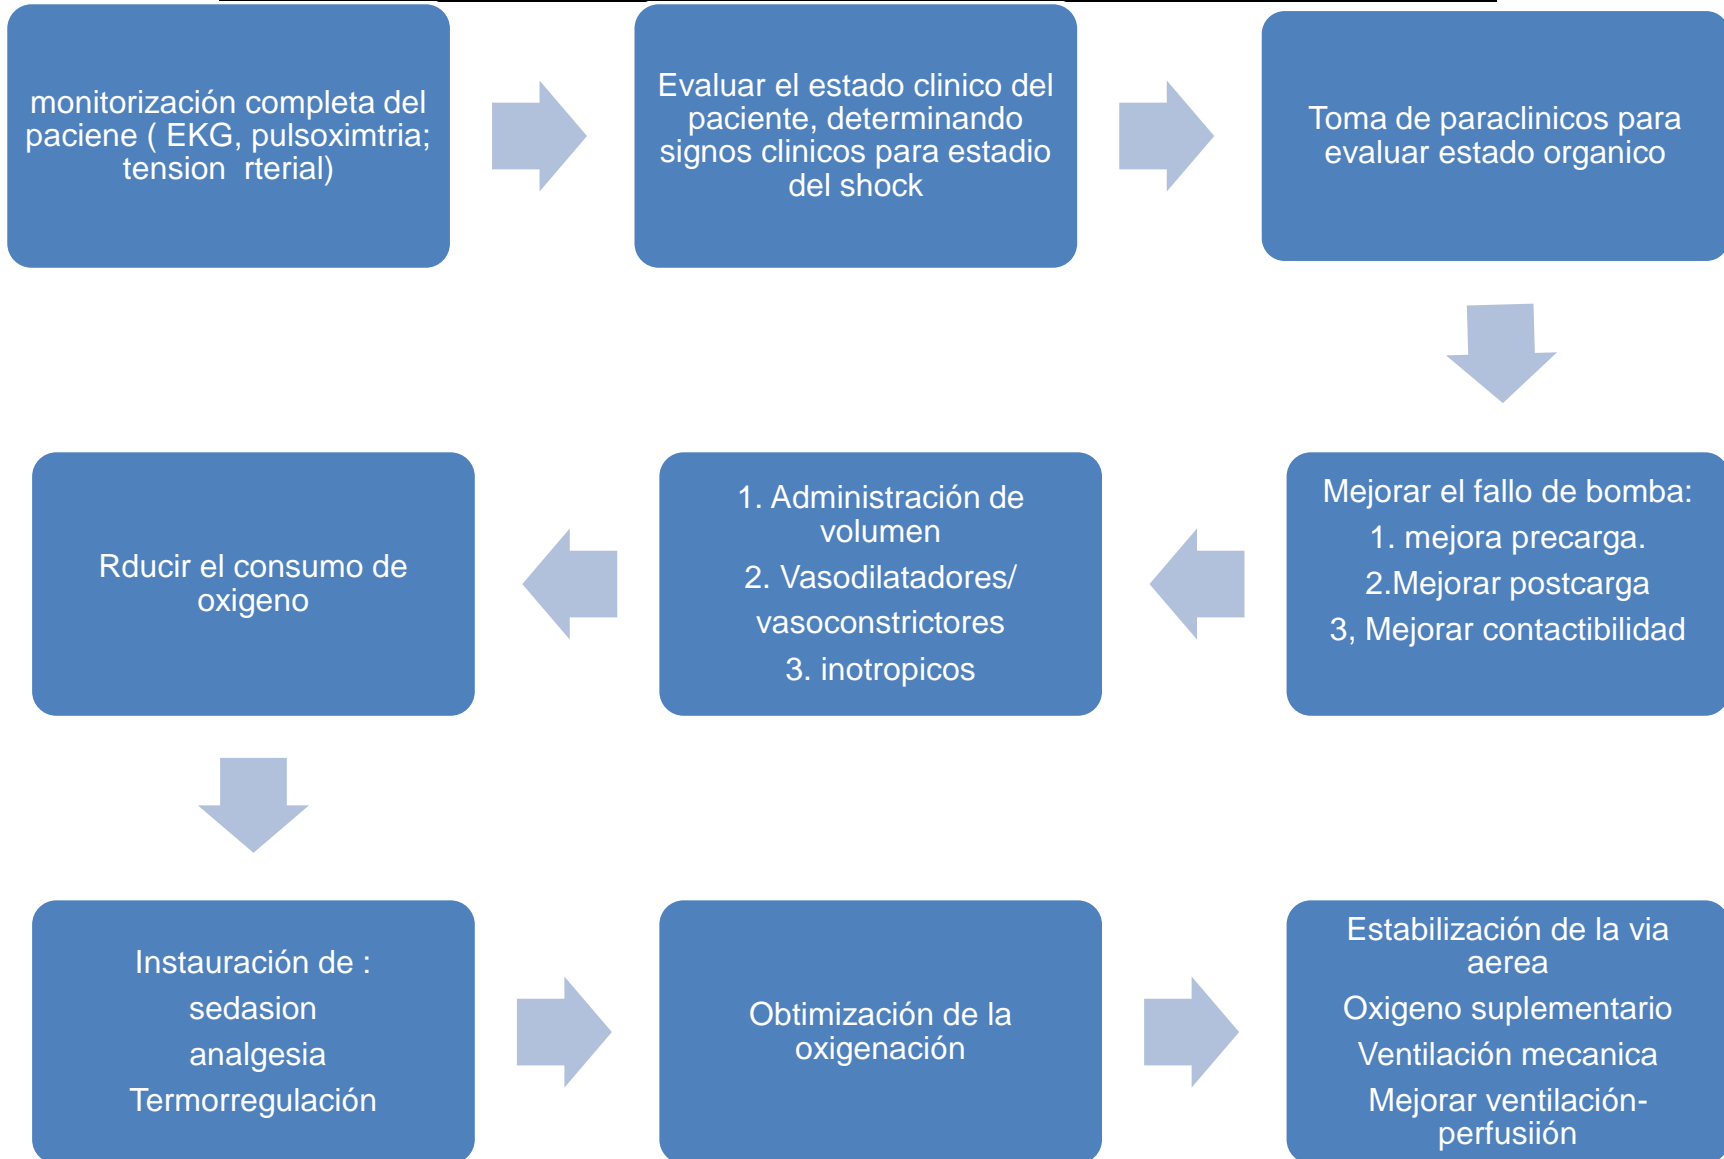 monitorización completa del
paciene ( EKG, pulsoximtria;
tension rterial)
Evaluar el estado clinico del
paciente, determinando
signos clinicos para estadio
del shock
Toma de paraclinicos para
evaluar estado organico
Mejorar el fallo de bomba:
1. mejora precarga.
2.Mejorar postcarga
3, Mejorar contactibilidad
1. Administración de
volumen
2. Vasodilatadores/
vasoconstrictores
3. inotropicos
Rducir el consumo de
oxigeno
Instauración de :
sedasion
analgesia
Termorregulación
Obtimización de la
oxigenación
Estabilización de la via
aerea
Oxigeno suplementario
Ventilación mecanica
Mejorar ventilación-
perfusiión